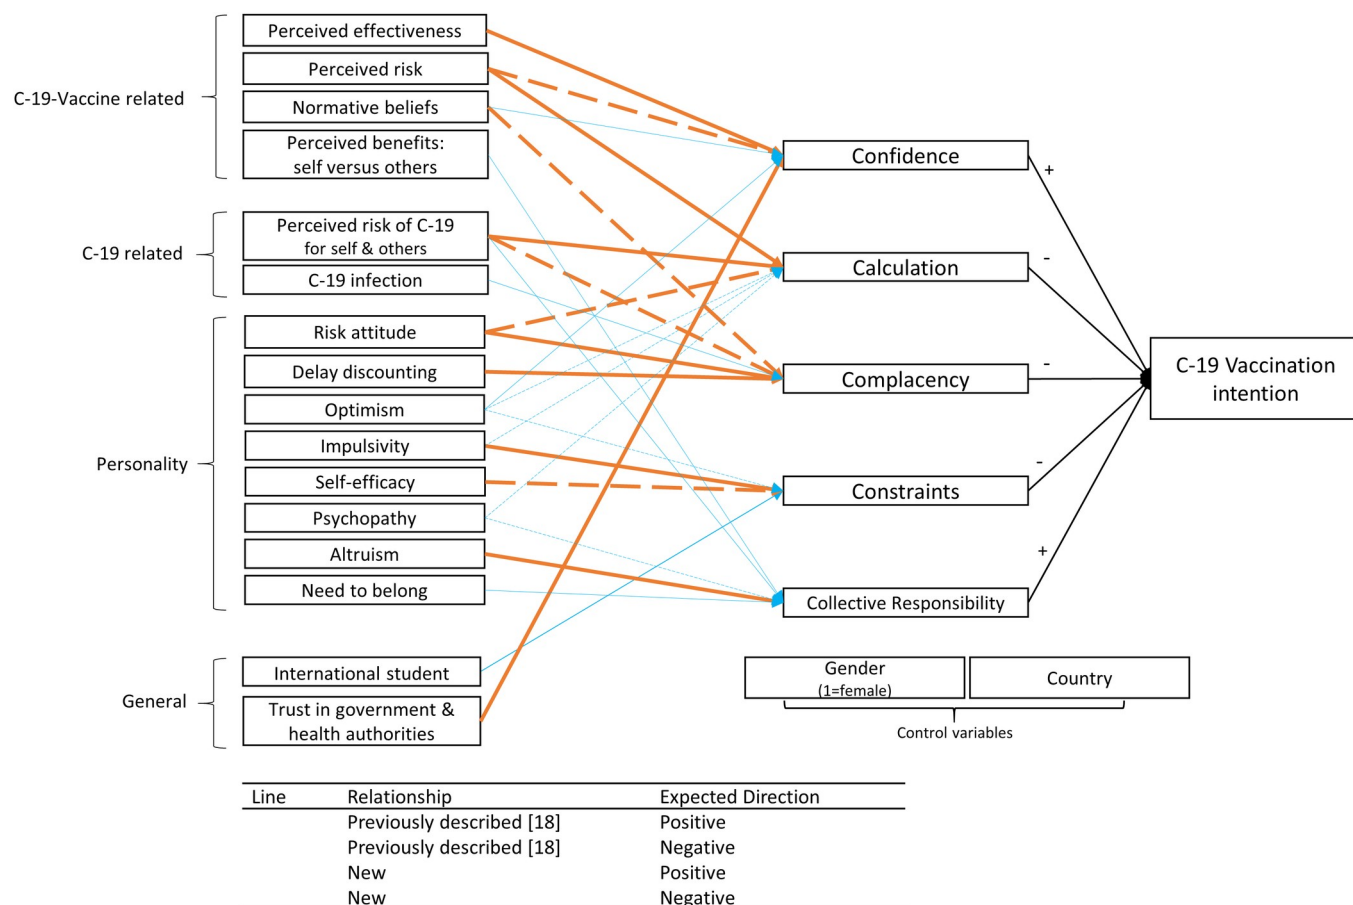 C-19-Vaccine related
Perceived effectiveness
Perceived risk
Normative beliefs
Perceived benefits:
self versus others
C-19 related
Perceived risk of C-19
for self & others
C-19 infection
Personality
Risk attitude
Delay discounting
Optimism
Impulsivity
Self-efficacy
Psychopathy
Altruism
Need to belong
General
International student
Trust in government &
health authorities
Confidence
Calculation
Complacency
Constraints
Collective Responsibility
+
-
-
-
+
C-19 Vaccination
intention
Gender
(1=female)
Country
Control variables
Line Relationship Expected Direction
Previously described [18] Positive
Previously described [18] Negative
New Positive
New Negative